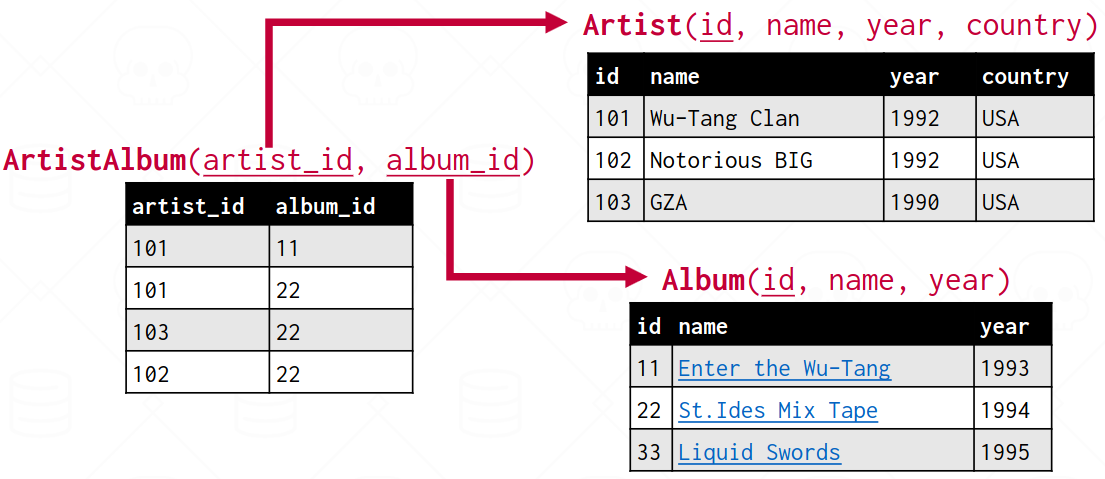 Artist(id, name, year, country)
id name year country
101 Wu-Tang Clan 1992 USA
102 Notorious BIG 1992 USA
103 GZA 1990 USA
ArtistAlbum(artist_id, album_id)
artist_id album_id
101 11
101 22
103 22
102 22
Album(id, name, year)
id name year
11 Enter the Wu-Tang 1993
22 St.Ides Mix Tape 1994
33 Liquid Swords 1995